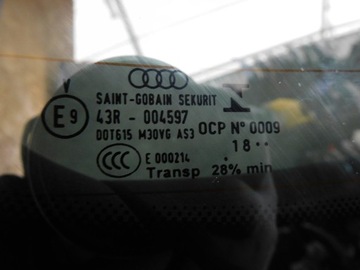 V
E9
SAINT-GOBAIN SEKURIT
43R - 004597
DOT615 M30VG AS3 OCP Nº 0009
18··
CCC E 000214
Transp 28% min